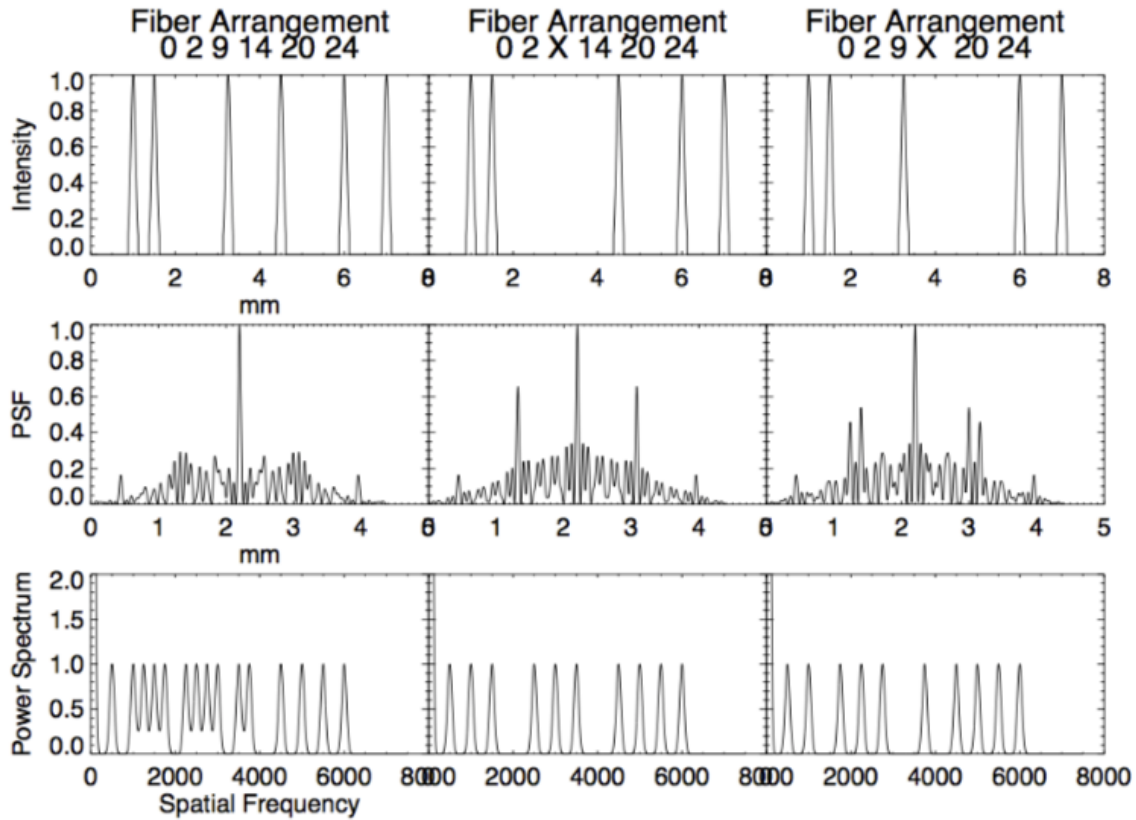 Fiber Arrangement Fiber Arrangement Fiber Arrangement
0 2 9 14 20 24 0 2 X 14 20 24 0 2 9 X 20 24
1.0
0.8
0.6
0.4
0.2
0.0
Intensity
0 2 4 6 8 0 2 4 6 8 0 2 4 6 8
mm
1.0
0.8
0.6
0.4
0.2
0.0
PSF
0 1 2 3 4 5 0 1 2 3 4 5 0 1 2 3 4 5
mm
2.0
1.5
1.0
0.5
0.0
Power Spectrum
0 2000 4000 6000 8000 0 2000 4000 6000 8000 0 2000 4000 6000 8000
Spatial Frequency